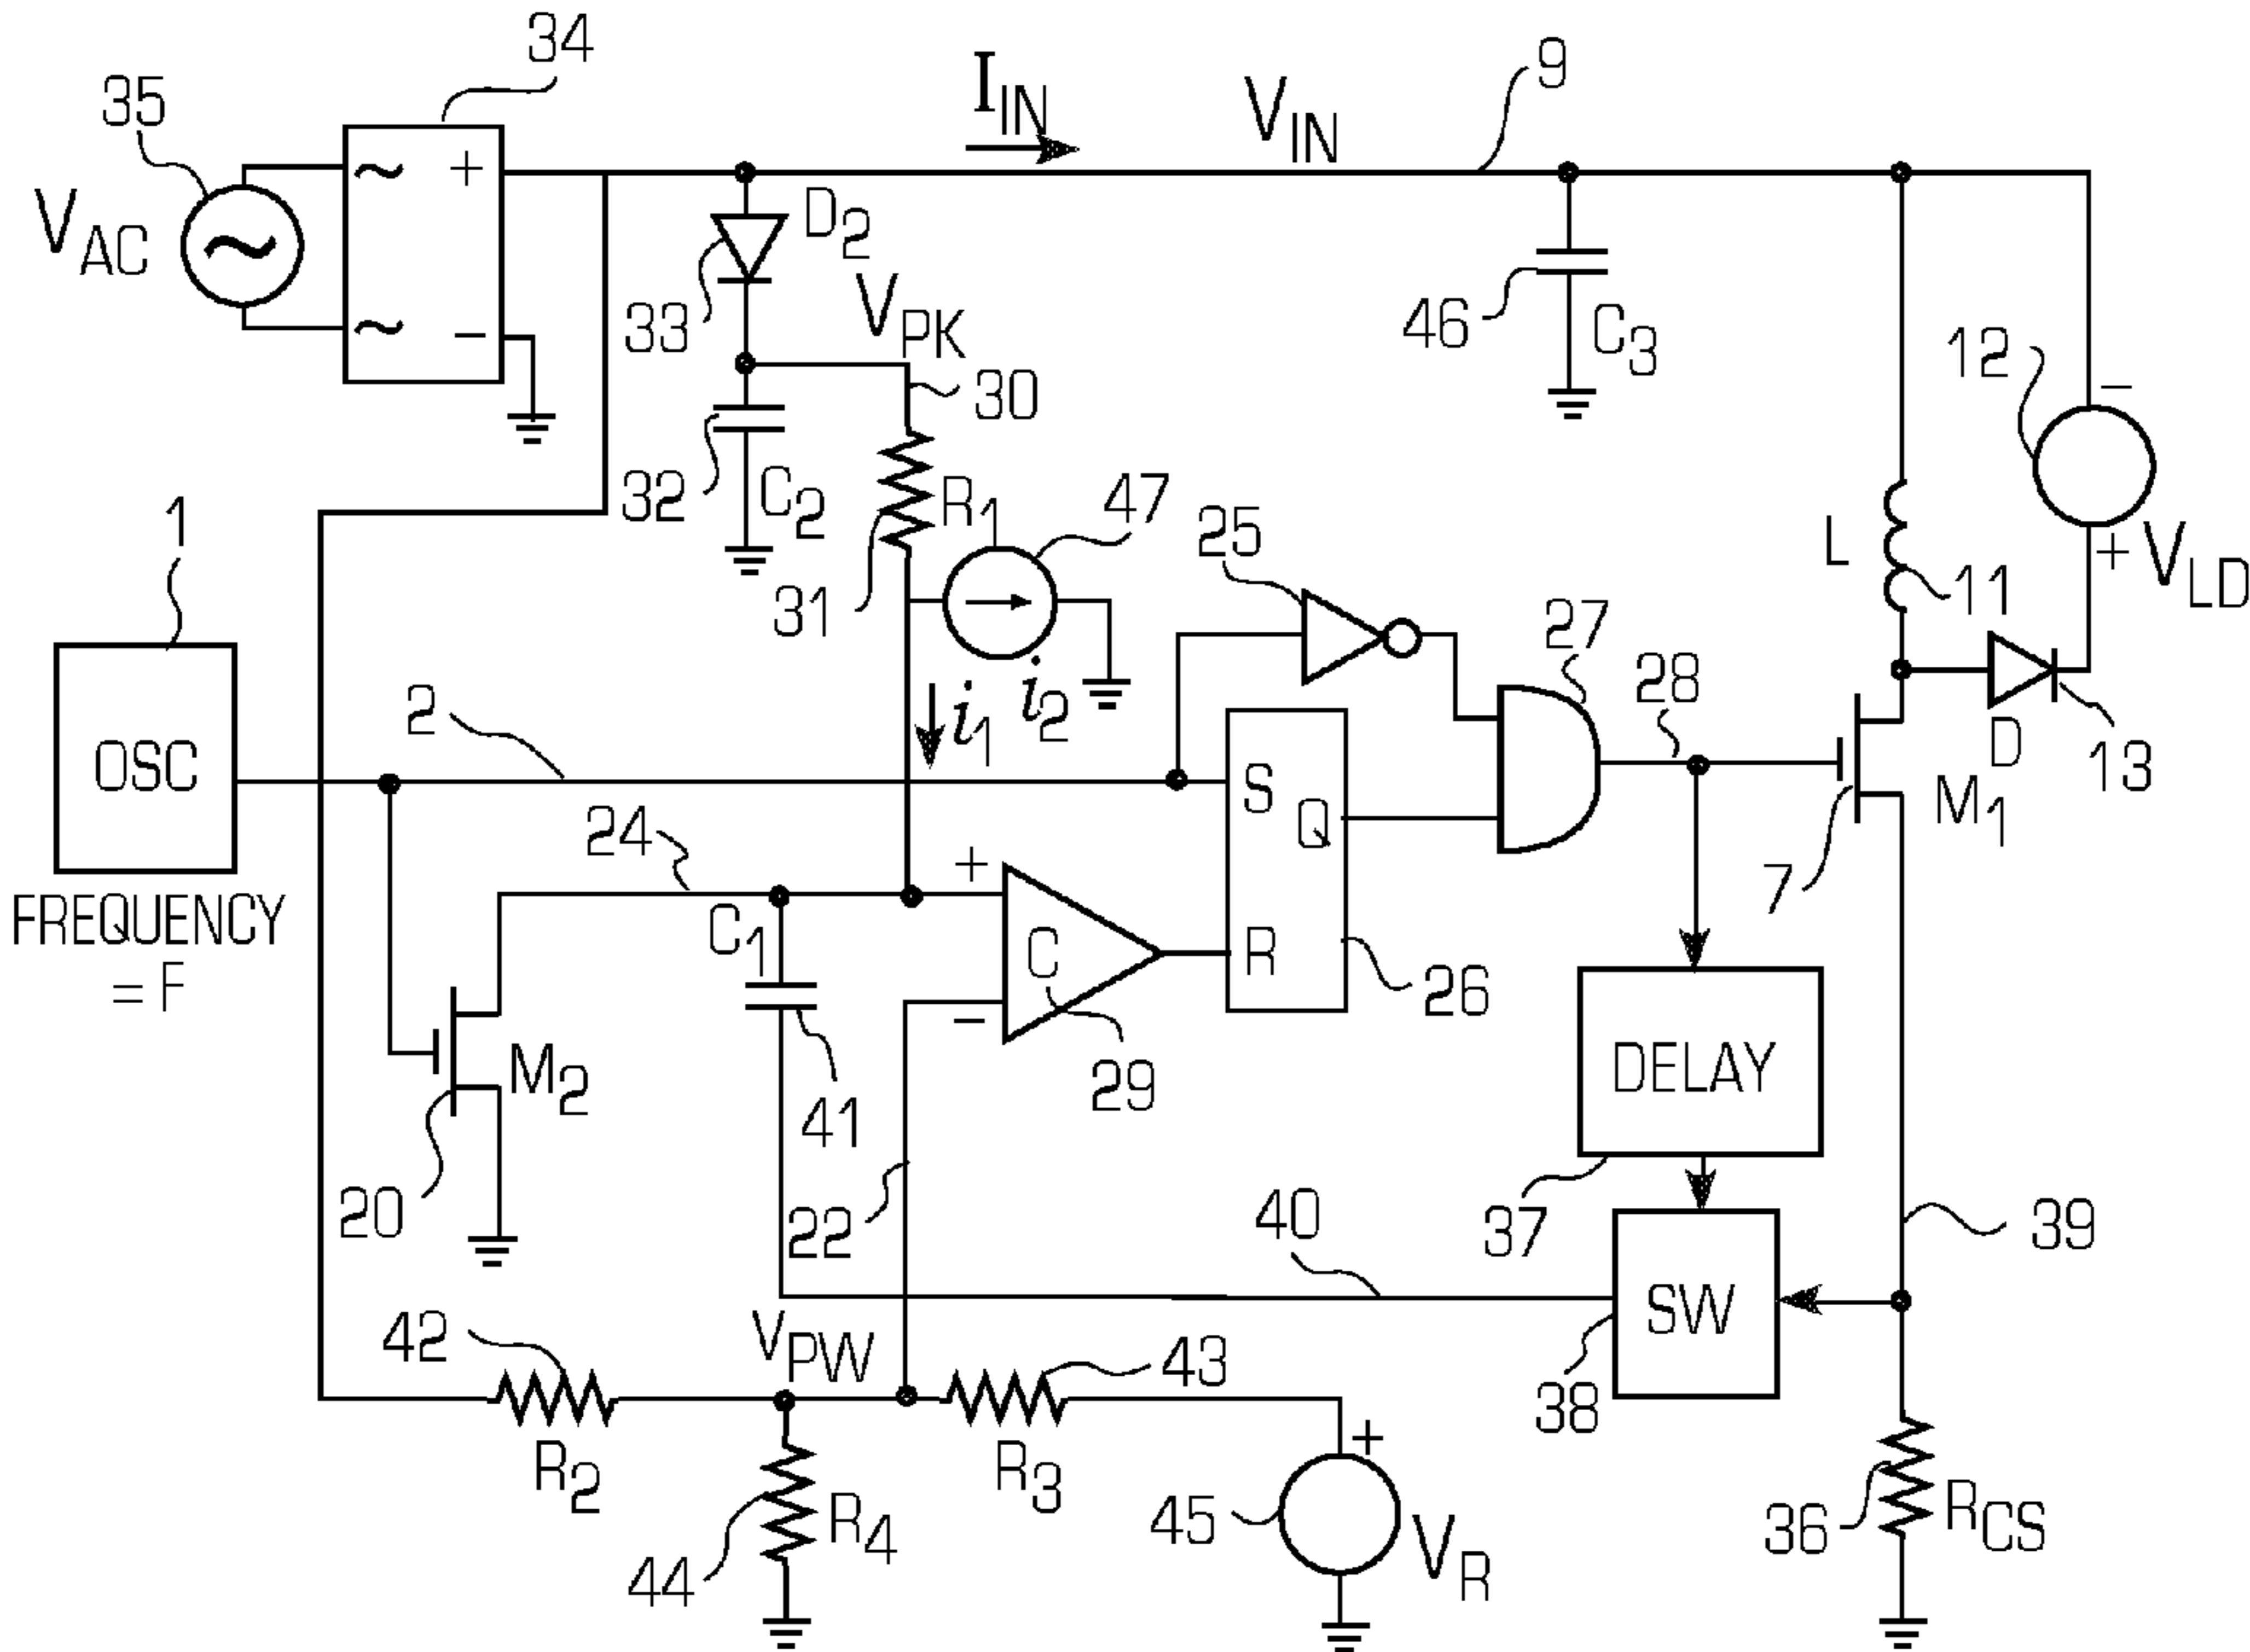 34
35
I_IN
V_IN
9
V_AC
~ +
~ −
~
D_2
33
V_PK
46
C_3
12
−
30
32
C_2
R_1
47
25
L
11
+
V_LD
1
31
27
28
i_1
i_2
2
OSC
S
Q
R
D
13
M_1
7
24
+
C_1
C
−
26
FREQUENCY
= F
M_2
41
29
DELAY
20
22
40
37
39
42
V_PW
43
SW
38
R_2
R_4
R_3
+
45
V_R
44
36
R_CS